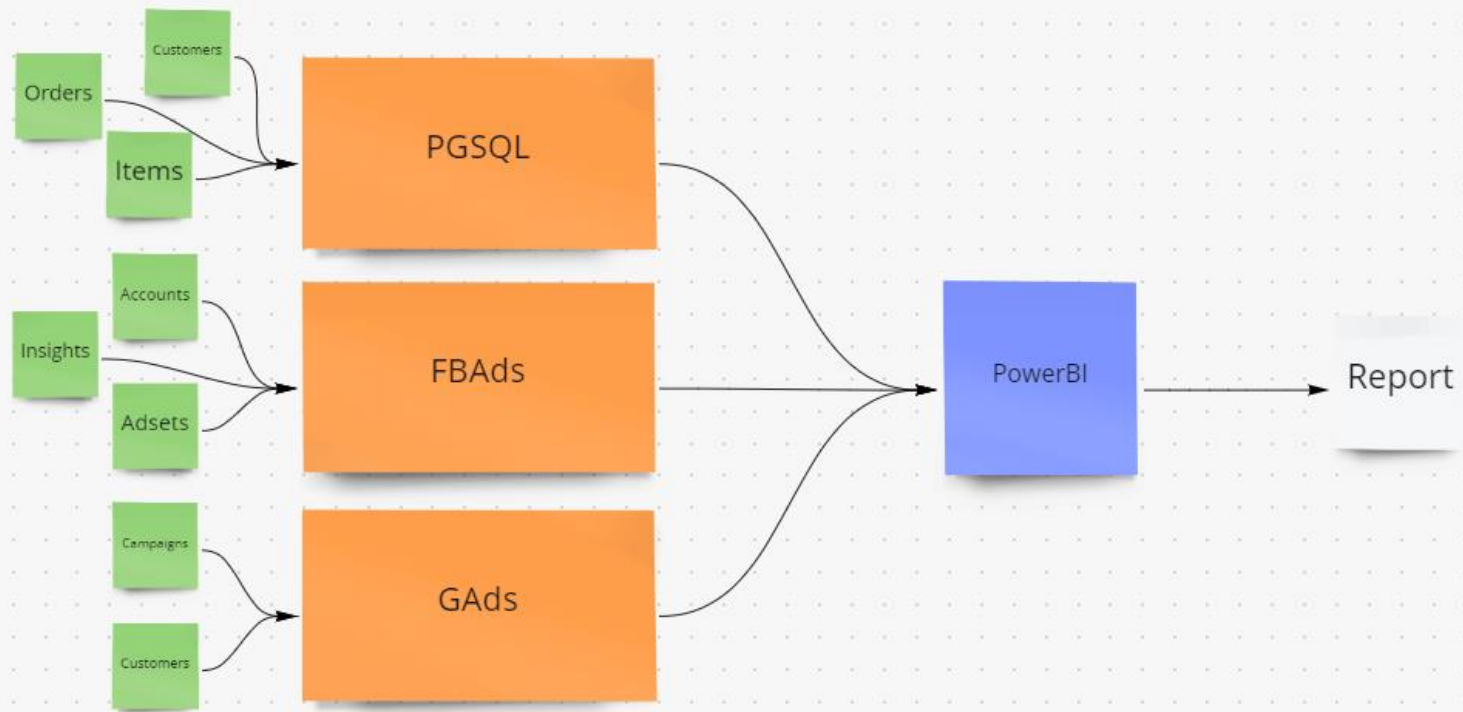 Customers
Orders
Items
PGSQL
Accounts
Insights
Adsets
FBAds
Campaigns
Customers
GAds
PowerBI
Report